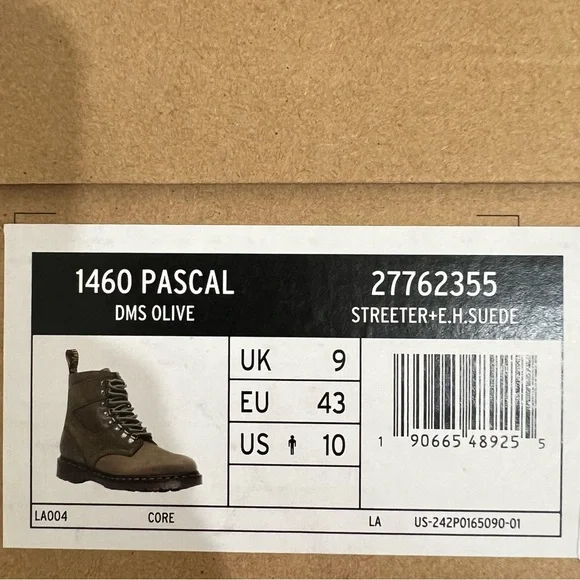 1460 PASCAL
DMS OLIVE
27762355
STREETER+E.H.SUEDE
UK 9
EU 43
US 10
1 90665 48925 5
LA004 CORE LA US-242P0165090-01